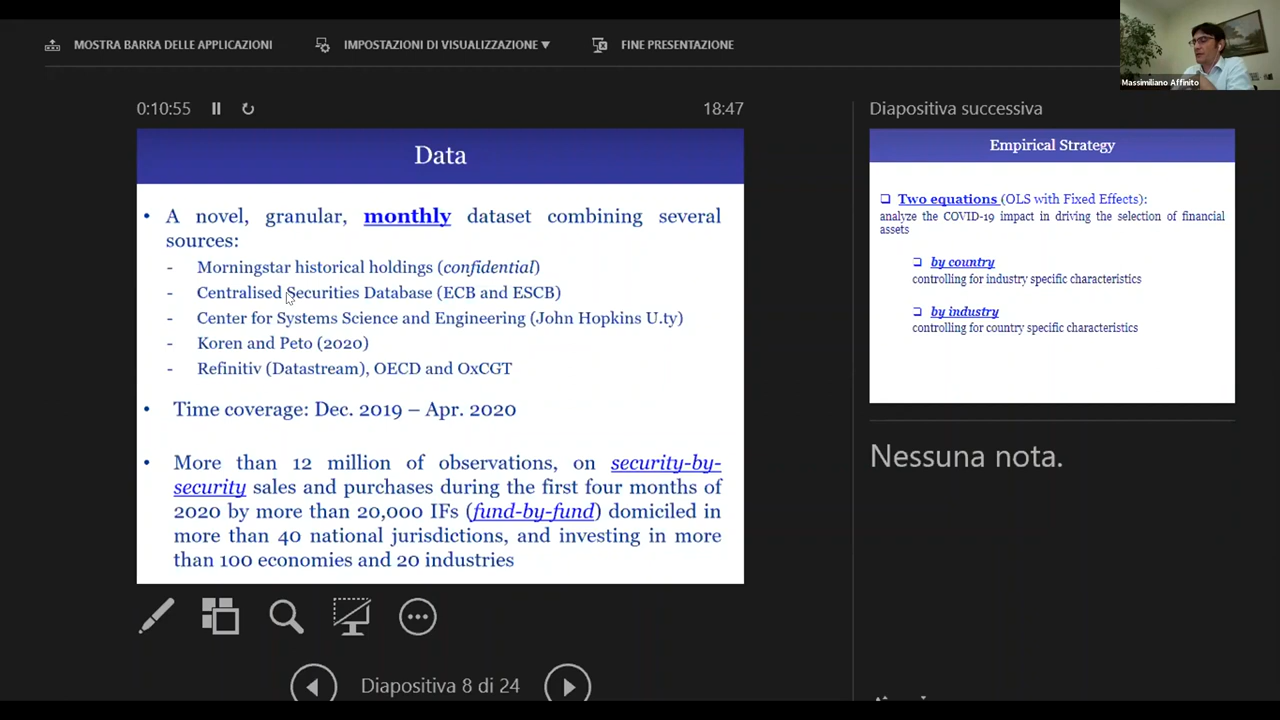 MOSTRA BARRA DELLE APPLICAZIONI
IMPOSTAZIONI DI VISUALIZZAZIONE ▼
FINE PRESENTAZIONE
Massimiliano Affinito
0:10:55
18:47
Data
• A novel, granular, monthly dataset combining several
sources:
- Morningstar historical holdings (confidential)
- Centralised Securities Database (ECB and ESCB)
- Center for Systems Science and Engineering (John Hopkins U.ty)
- Koren and Peto (2020)
- Refinitiv (Datastream), OECD and OxCGT
• Time coverage: Dec. 2019 – Apr. 2020
• More than 12 million of observations, on security-by-
security sales and purchases during the first four months of
2020 by more than 20,000 IFs (fund-by-fund) domiciled in
more than 40 national jurisdictions, and investing in more
than 100 economies and 20 industries
Diapositiva 8 di 24
Diapositiva successiva
Empirical Strategy
❑ Two equations (OLS with Fixed Effects):
analyze the COVID-19 impact in driving the selection of financial
assets
❑ by country
controlling for industry specific characteristics
❑ by industry
controlling for country specific characteristics
Nessuna nota.